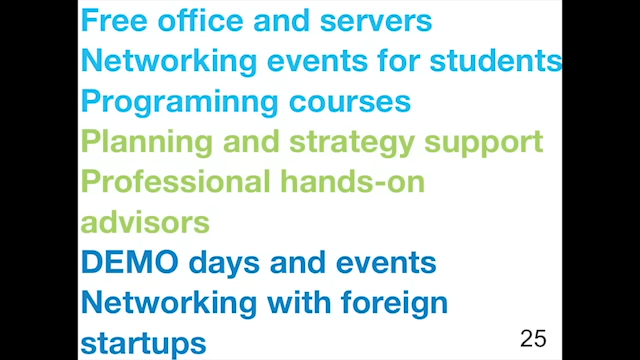 Free office and servers
Networking events for students
Programinng courses
Planning and strategy support
Professional hands-on
advisors
DEMO days and events
Networking with foreign
startups
25